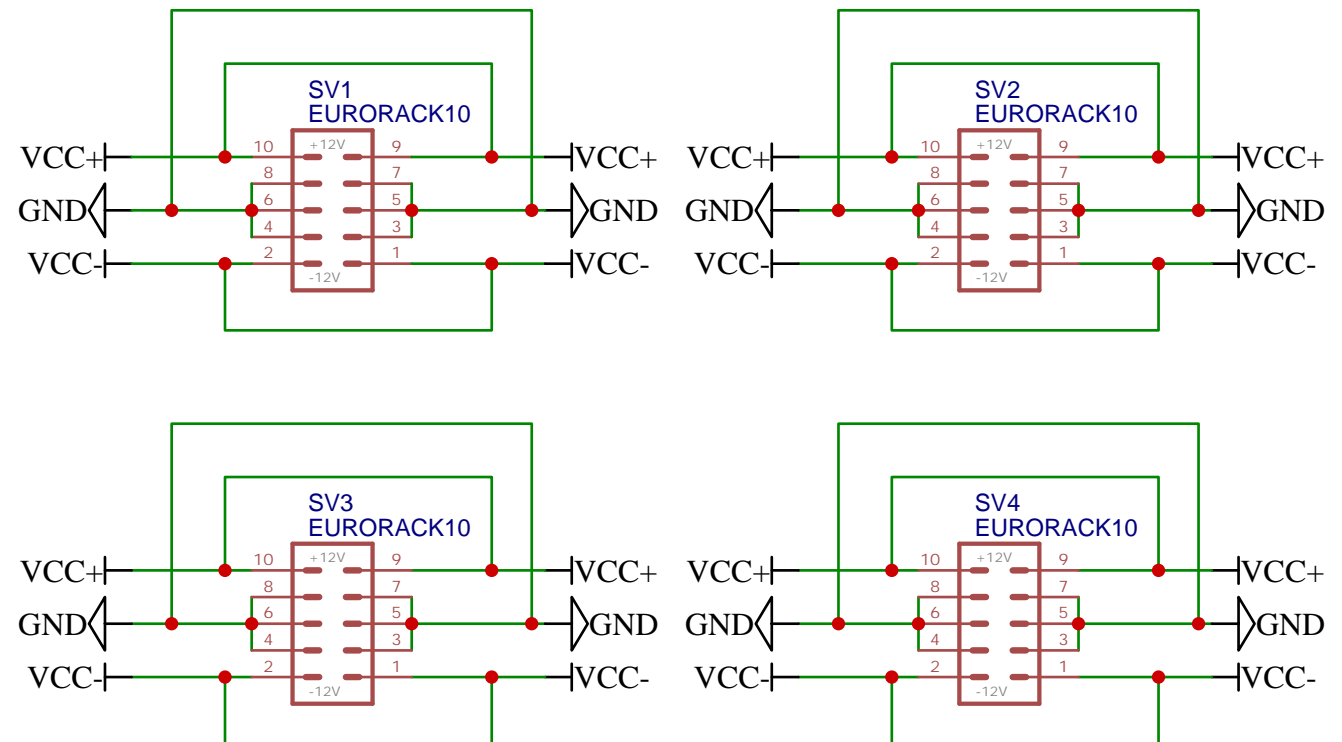 SV1 SV2
EURORACK10 EURORACK10
10 +12V 9 10 +12V 9
VCC+ VCC+ VCC+ VCC+
8 7 8 7
GND 6 5 GND GND 6 5 GND
4 3 4 3
VCC- 2 1 VCC- VCC- 2 1 VCC-
-12V -12V
SV3 SV4
EURORACK10 EURORACK10
10 +12V 9 10 +12V 9
VCC+ VCC+ VCC+ VCC+
8 7 8 7
GND 6 5 GND GND 6 5 GND
4 3 4 3
VCC- 2 1 VCC- VCC- 2 1 VCC-
-12V -12V